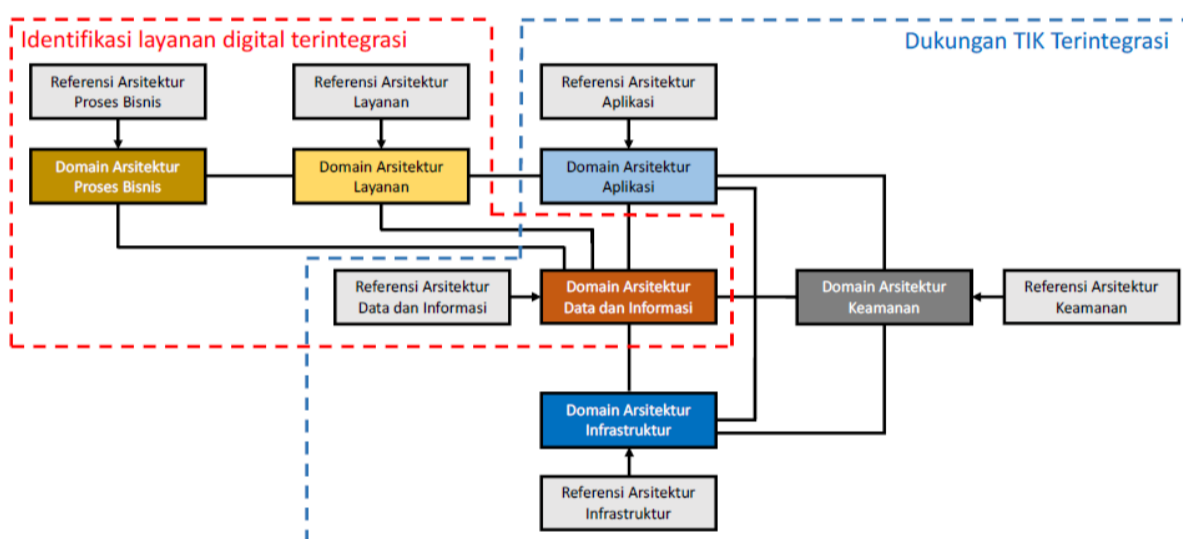 Identifikasi layanan digital terintegrasi
Dukungan TIK Terintegrasi
Referensi Arsitektur
Proses Bisnis
Referensi Arsitektur
Layanan
Referensi Arsitektur
Aplikasi
Domain Arsitektur
Proses Bisnis
Domain Arsitektur
Layanan
Domain Arsitektur
Aplikasi
Referensi Arsitektur
Data dan Informasi
Domain Arsitektur
Data dan Informasi
Domain Arsitektur
Keamanan
Referensi Arsitektur
Keamanan
Domain Arsitektur
Infrastruktur
Referensi Arsitektur
Infrastruktur